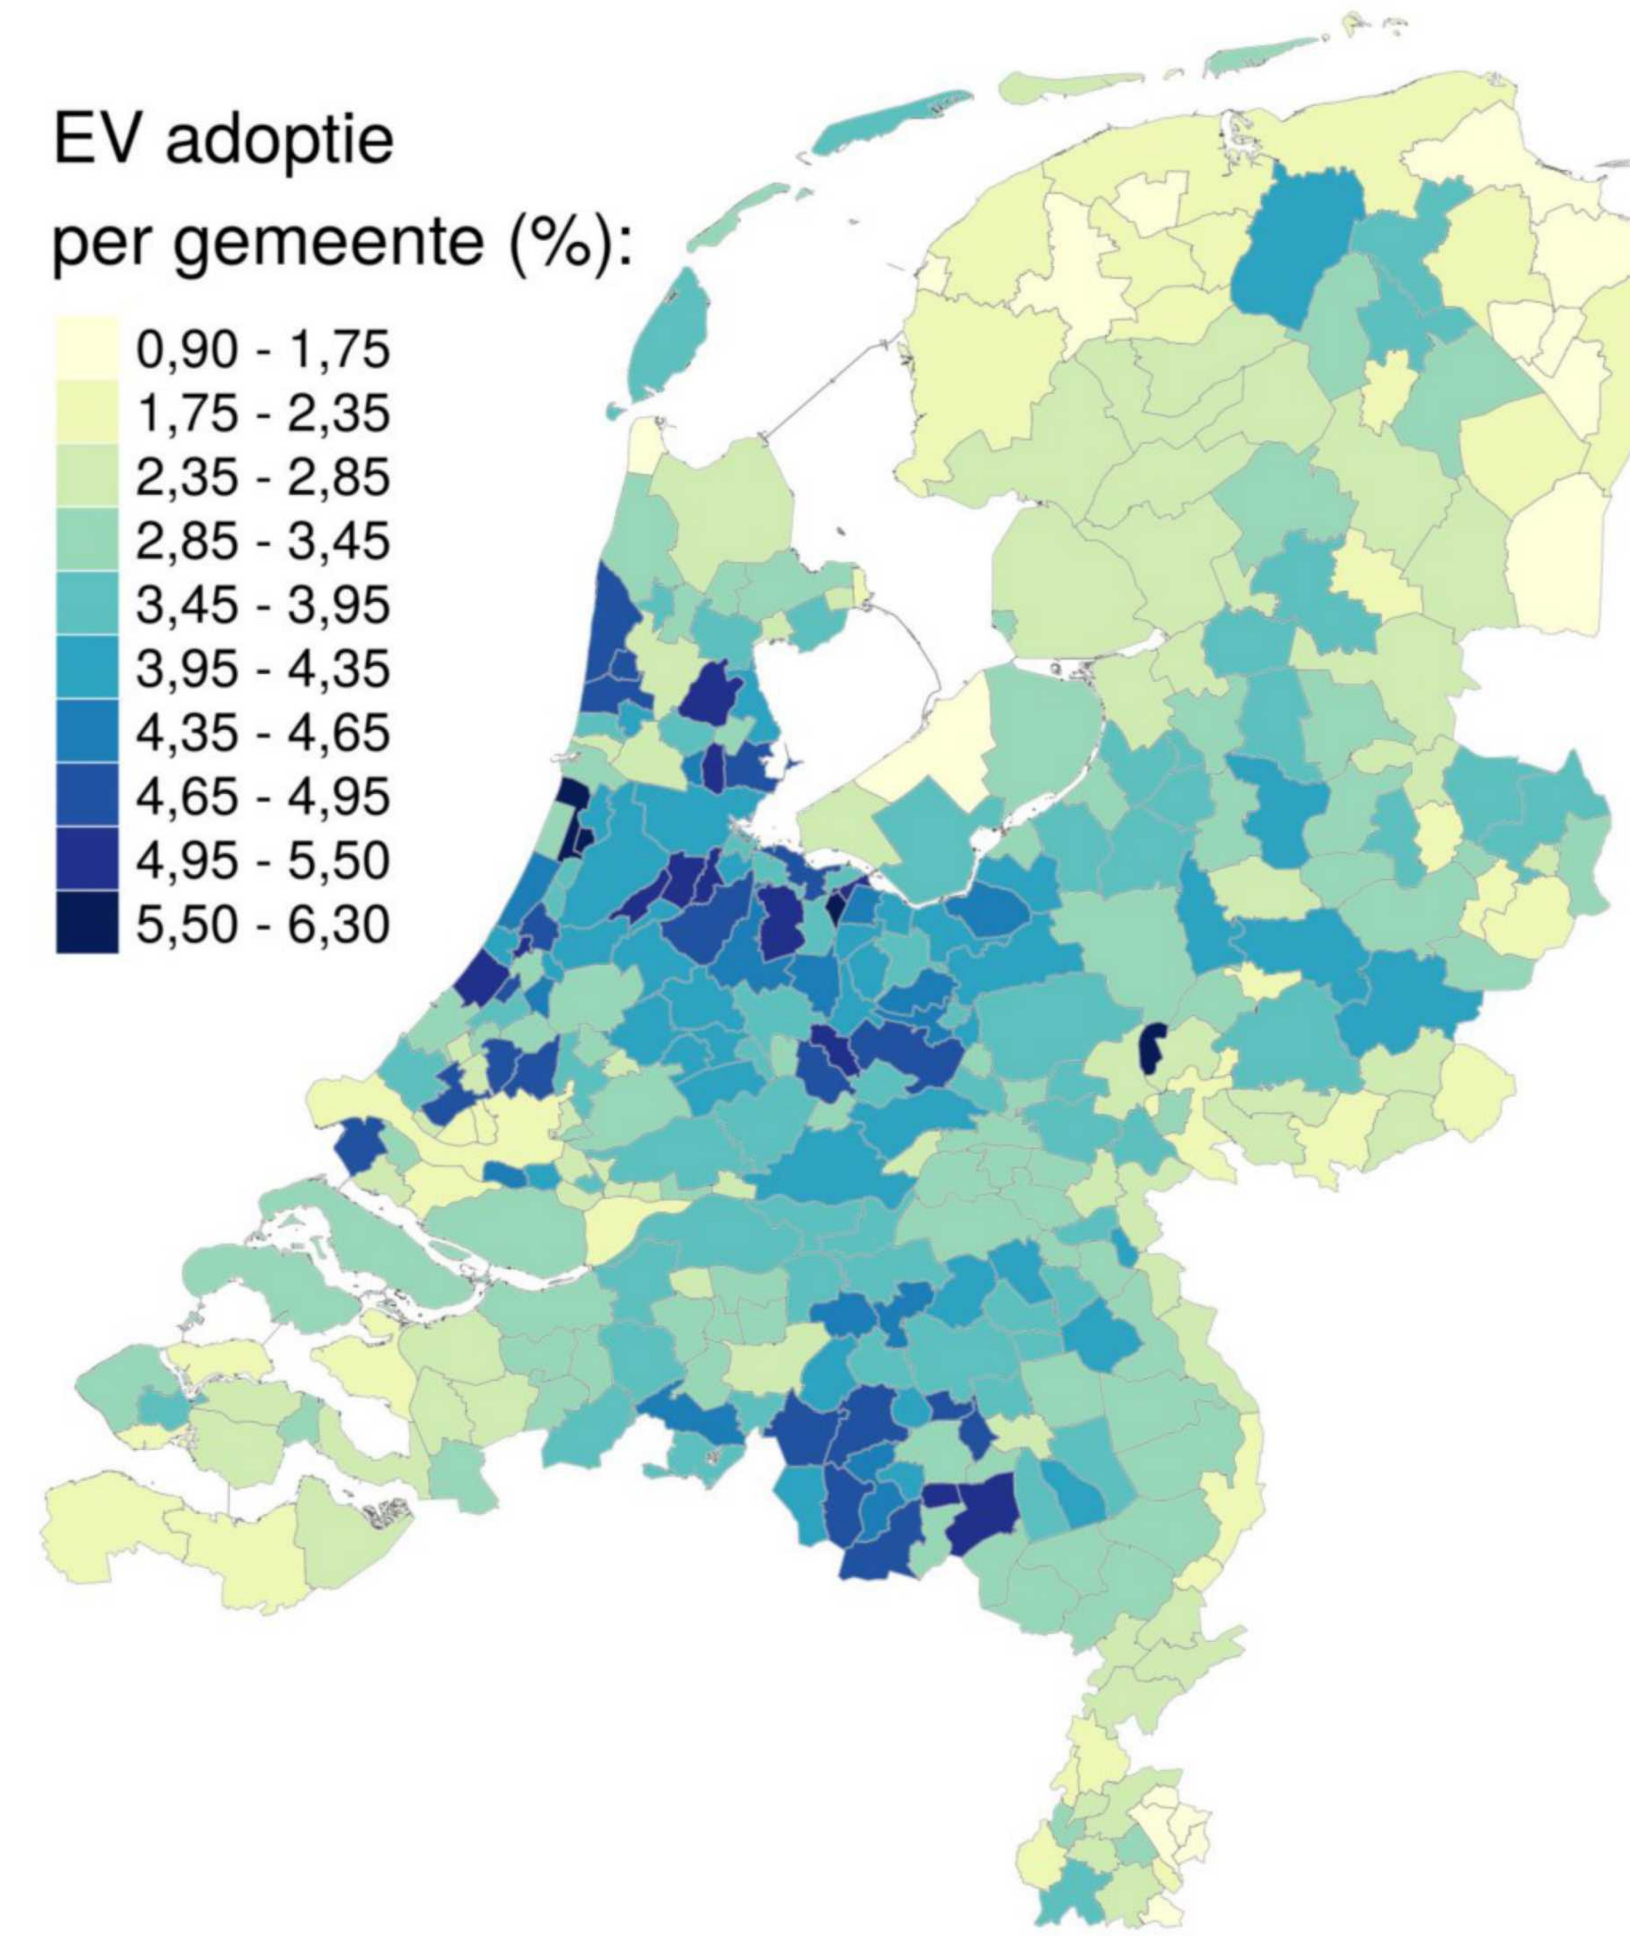 EV adoptie
per gemeente (%):
0,90 - 1,75
1,75 - 2,35
2,35 - 2,85
2,85 - 3,45
3,45 - 3,95
3,95 - 4,35
4,35 - 4,65
4,65 - 4,95
4,95 - 5,50
5,50 - 6,30